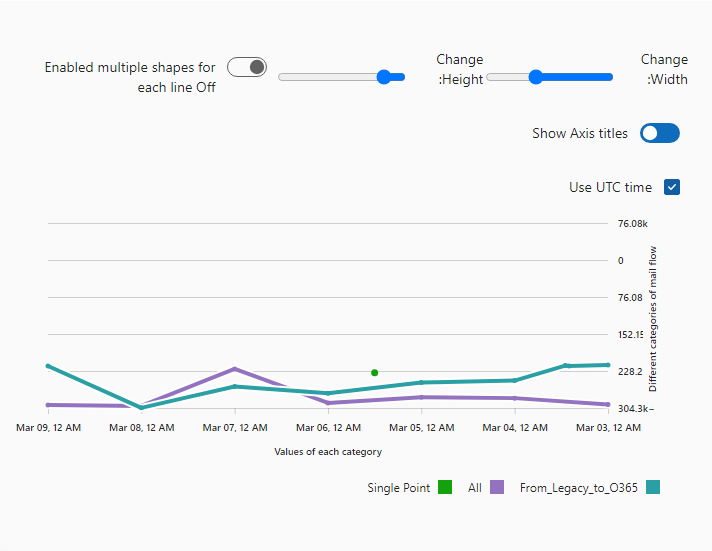 Enabled multiple shapes for
each line Off
Change
:Height
Change
:Width
Show Axis titles
Use UTC time
76.08k
0
76.08
152.15
228.2
304.3k–
Different categories of mail flow
Mar 09, 12 AM
Mar 08, 12 AM
Mar 07, 12 AM
Mar 06, 12 AM
Mar 05, 12 AM
Mar 04, 12 AM
Mar 03, 12 AM
Values of each category
Single Point
All
From_Legacy_to_O365